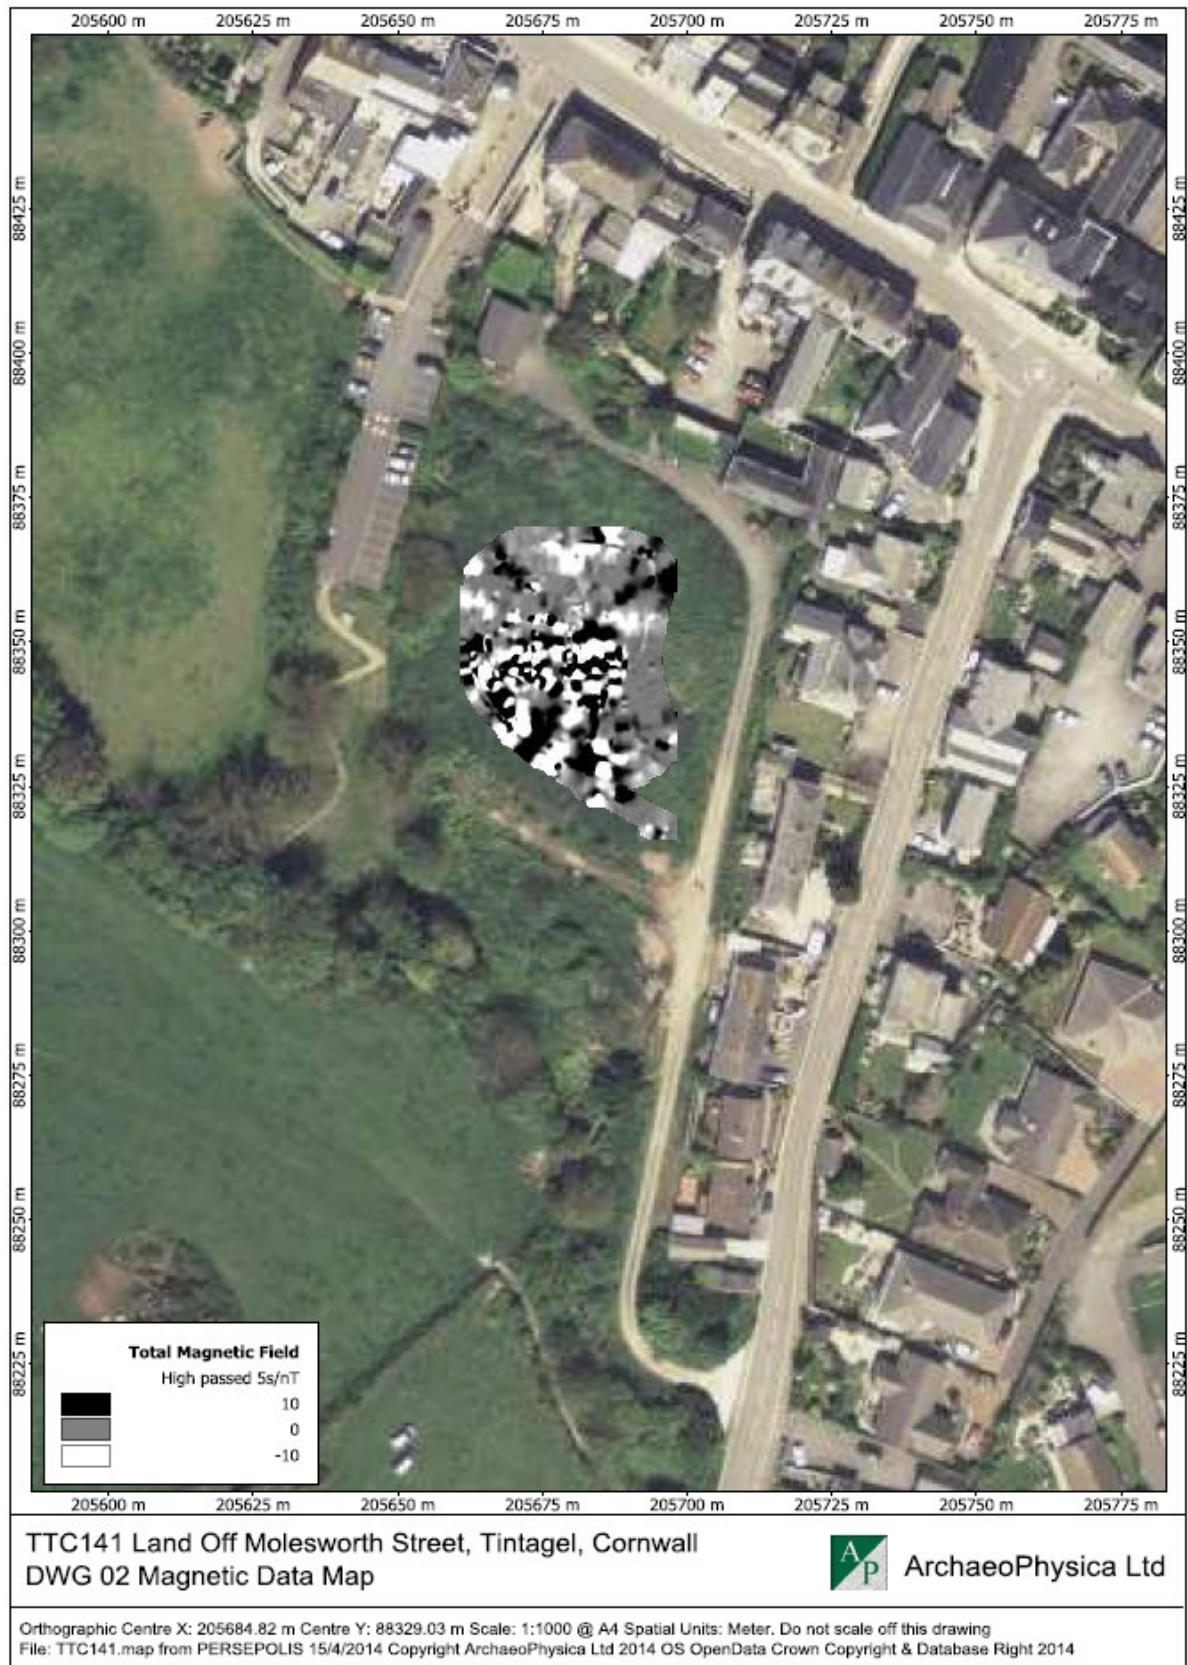 205600 m 205625 m 205650 m 205675 m 205700 m 205725 m 205750 m 205775 m
88425 m 88425 m
88400 m 88400 m
88375 m 88375 m
88350 m 88350 m
88325 m 88325 m
88300 m 88300 m
88275 m 88275 m
88250 m 88250 m
88225 m 88225 m
Total Magnetic Field
High passed 5s/nT
10
0
-10
205600 m 205625 m 205650 m 205675 m 205700 m 205725 m 205750 m 205775 m
TTC141 Land Off Molesworth Street, Tintagel, Cornwall
DWG 02 Magnetic Data Map
AP ArchaeoPhysica Ltd
Orthographic Centre X: 205684.82 m Centre Y: 88329.03 m Scale: 1:1000 @ A4 Spatial Units: Meter. Do not scale off this drawing
File: TTC141.map from PERSEPOLIS 15/4/2014 Copyright ArchaeoPhysica Ltd 2014 OS OpenData Crown Copyright & Database Right 2014